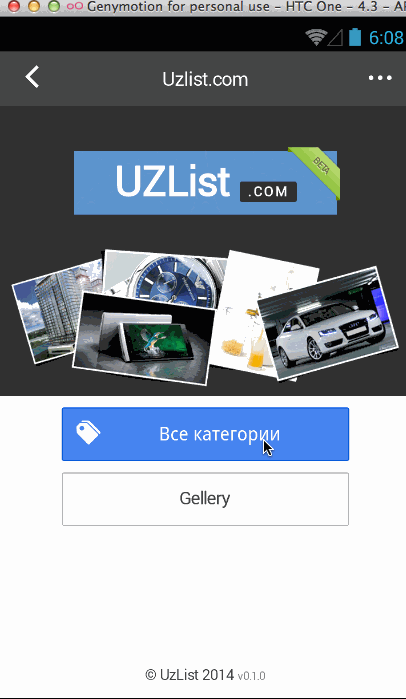 Genymotion for personal use - HTC One - 4.3 - A
6:08
Uzlist.com
UZList .COM
BETA
Все категории
Gellery
© UzList 2014 v0.1.0